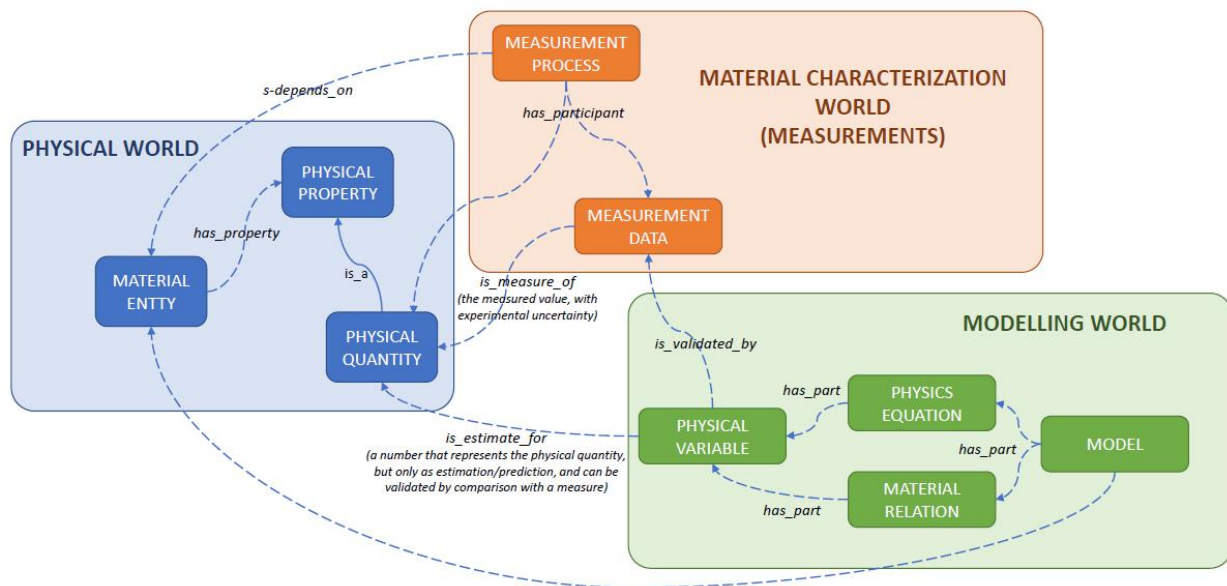 MEASUREMENT
PROCESS
MATERIAL CHARACTERIZATION
WORLD
(MEASUREMENTS)
s-depends_on
has_participant
PHYSICAL WORLD
PHYSICAL
PROPERTY
MEASUREMENT
DATA
has_property
MATERIAL
ENTTY
is_a
is_measure_of
(the measured value, with
experimental uncertainty)
PHYSICAL
QUANTITY
MODELLING WORLD
is_validated_by
has_part
PHYSICS
EQUATION
PHYSICAL
VARIABLE
MODEL
has_part
is_estimate_for
(a number that represents the physical quantity,
but only as estimation/prediction, and can be
validated by comparison with a measure)
MATERIAL
RELATION
has_part